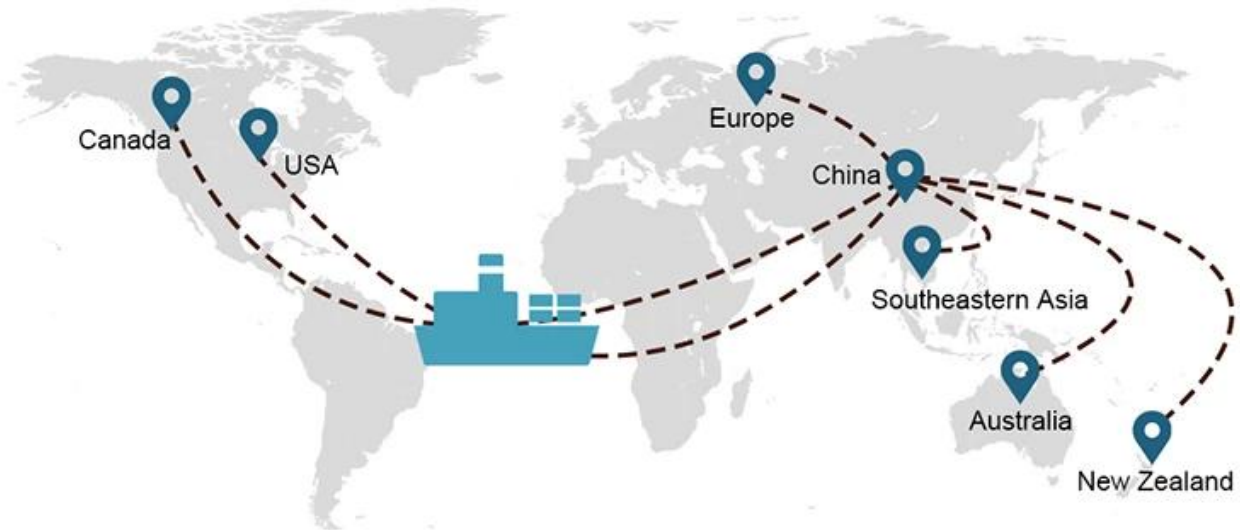 Canada
USA
Europe
China
Southeastern Asia
Australia
New Zealand